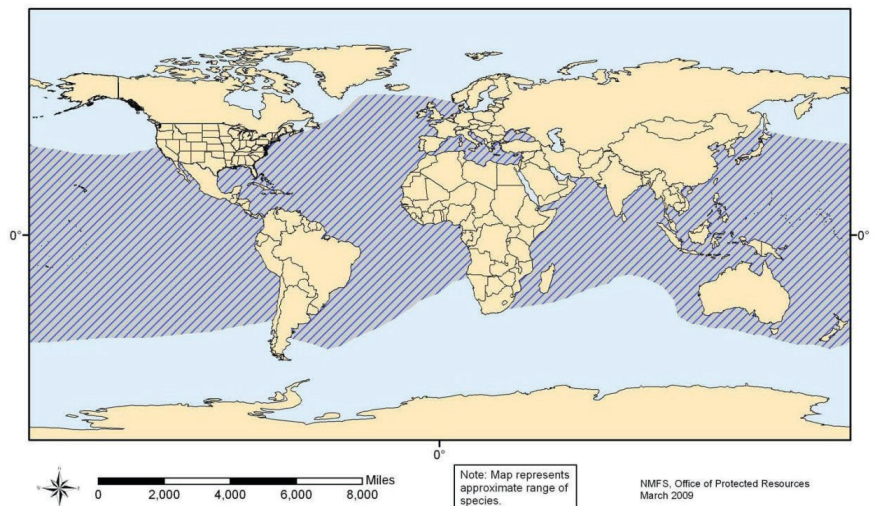 0°
0°
0°
Miles
0
2,000
4,000
6,000
8,000
Note: Map represents
approximate range of
species.
NMFS, Office of Protected Resources
March 2009